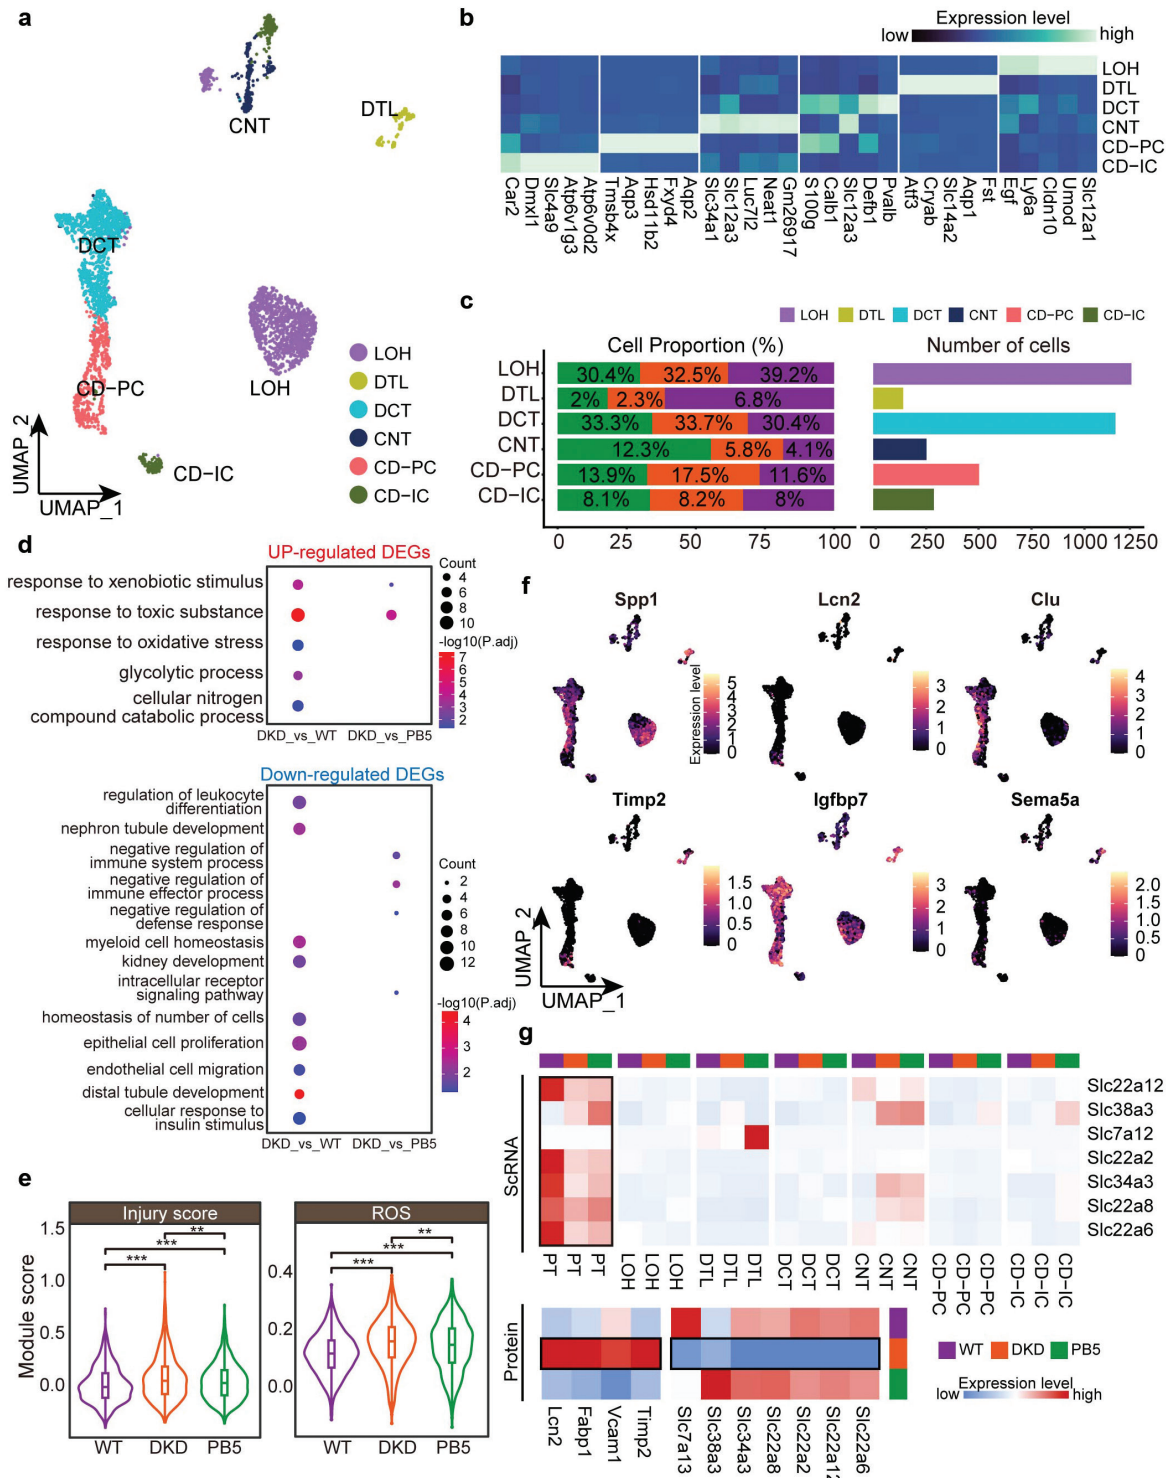 a
CNT
DTL
DCT
CD-PC
LOH
CD-IC
LOH
DTL
DCT
CNT
CD-PC
CD-IC
UMAP_2
UMAP_1
b
Expression level
low
high
LOH
DTL
DCT
CNT
CD-PC
CD-IC
Car2
Dmxl1
Slc4a9
Atp6v1g3
Atp6v0d2
Tmsb4x
Aqp3
Hsd11b2
Fxyd4
Aqp2
Slc34a1
Slc12a3
Luc7l2
Neat1
Gm26917
S100g
Calb1
Slc12a3
Defb1
Pvalb
Atf3
Cryab
Slc14a2
Aqp1
Fst
Egf
Ly6a
Cldn10
Umod
Slc12a1
c
LOH DTL DCT CNT CD-PC CD-IC
Cell Proportion (%)
Number of cells
LOH 30.4% 32.5% 39.2%
DTL 2% 2.3% 6.8%
DCT 33.3% 33.7% 30.4%
CNT 12.3% 5.8% 4.1%
CD-PC 13.9% 17.5% 11.6%
CD-IC 8.1% 8.2% 8%
0 25 50 75 100
0 250 500 1000 1250
d
UP-regulated DEGs
response to xenobiotic stimulus
response to toxic substance
response to oxidative stress
glycolytic process
cellular nitrogen
compound catabolic process
DKD_vs_WT DKD_vs_PB5
Count
4
6
8
10
-log10(P.adj)
7
6
5
4
3
2
Down-regulated DEGs
regulation of leukocyte
differentiation
nephron tubule development
negative regulation of
immune system process
negative regulation of
immune effector process
negative regulation of
defense response
myeloid cell homeostasis
kidney development
intracellular receptor
signaling pathway
homeostasis of number of cells
epithelial cell proliferation
endothelial cell migration
distal tubule development
cellular response to
insulin stimulus
DKD_vs_WT DKD_vs_PB5
Count
2
4
6
8
10
12
-log10(P.adj)
4
3
2
e
Injury score
ROS
Module score
1.5
1.0
0.5
0.0
**
***
***
WT DKD PB5
0.4
0.2
0.0
**
***
***
WT DKD PB5
f
Spp1
Lcn2
Clu
Expression level
5
4
3
2
1
0
3
2
1
0
4
3
2
1
0
Timp2
Igfbp7
Sema5a
1.5
1.0
0.5
0
3
2
1
0
2.0
1.5
1.0
0.5
0
UMAP_2
UMAP_1
g
ScRNA
Slc22a12
Slc38a3
Slc7a12
Slc22a2
Slc34a3
Slc22a8
Slc22a6
PT PT PT LOH LOH LOH DTL DTL DTL DCT DCT DCT CNT CNT CNT CD-PC CD-PC CD-PC CD-IC CD-IC CD-IC
Protein
Lcn2
Fabp1
Vcam1
Timp2
Slc7a13
Slc38a3
Slc34a3
Slc22a8
Slc22a2
Slc22a12
Slc22a6
WT DKD PB5
Expression level
low
high